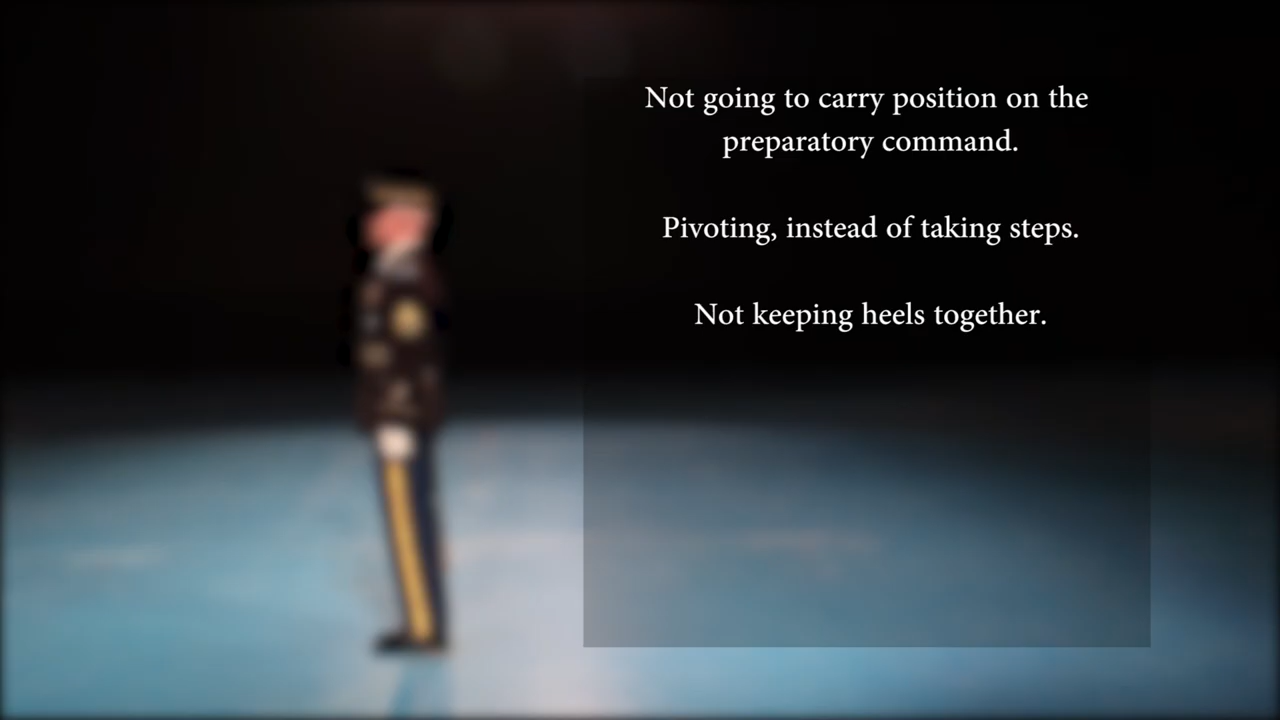 Not going to carry position on the
preparatory command.
Pivoting, instead of taking steps.
Not keeping heels together.